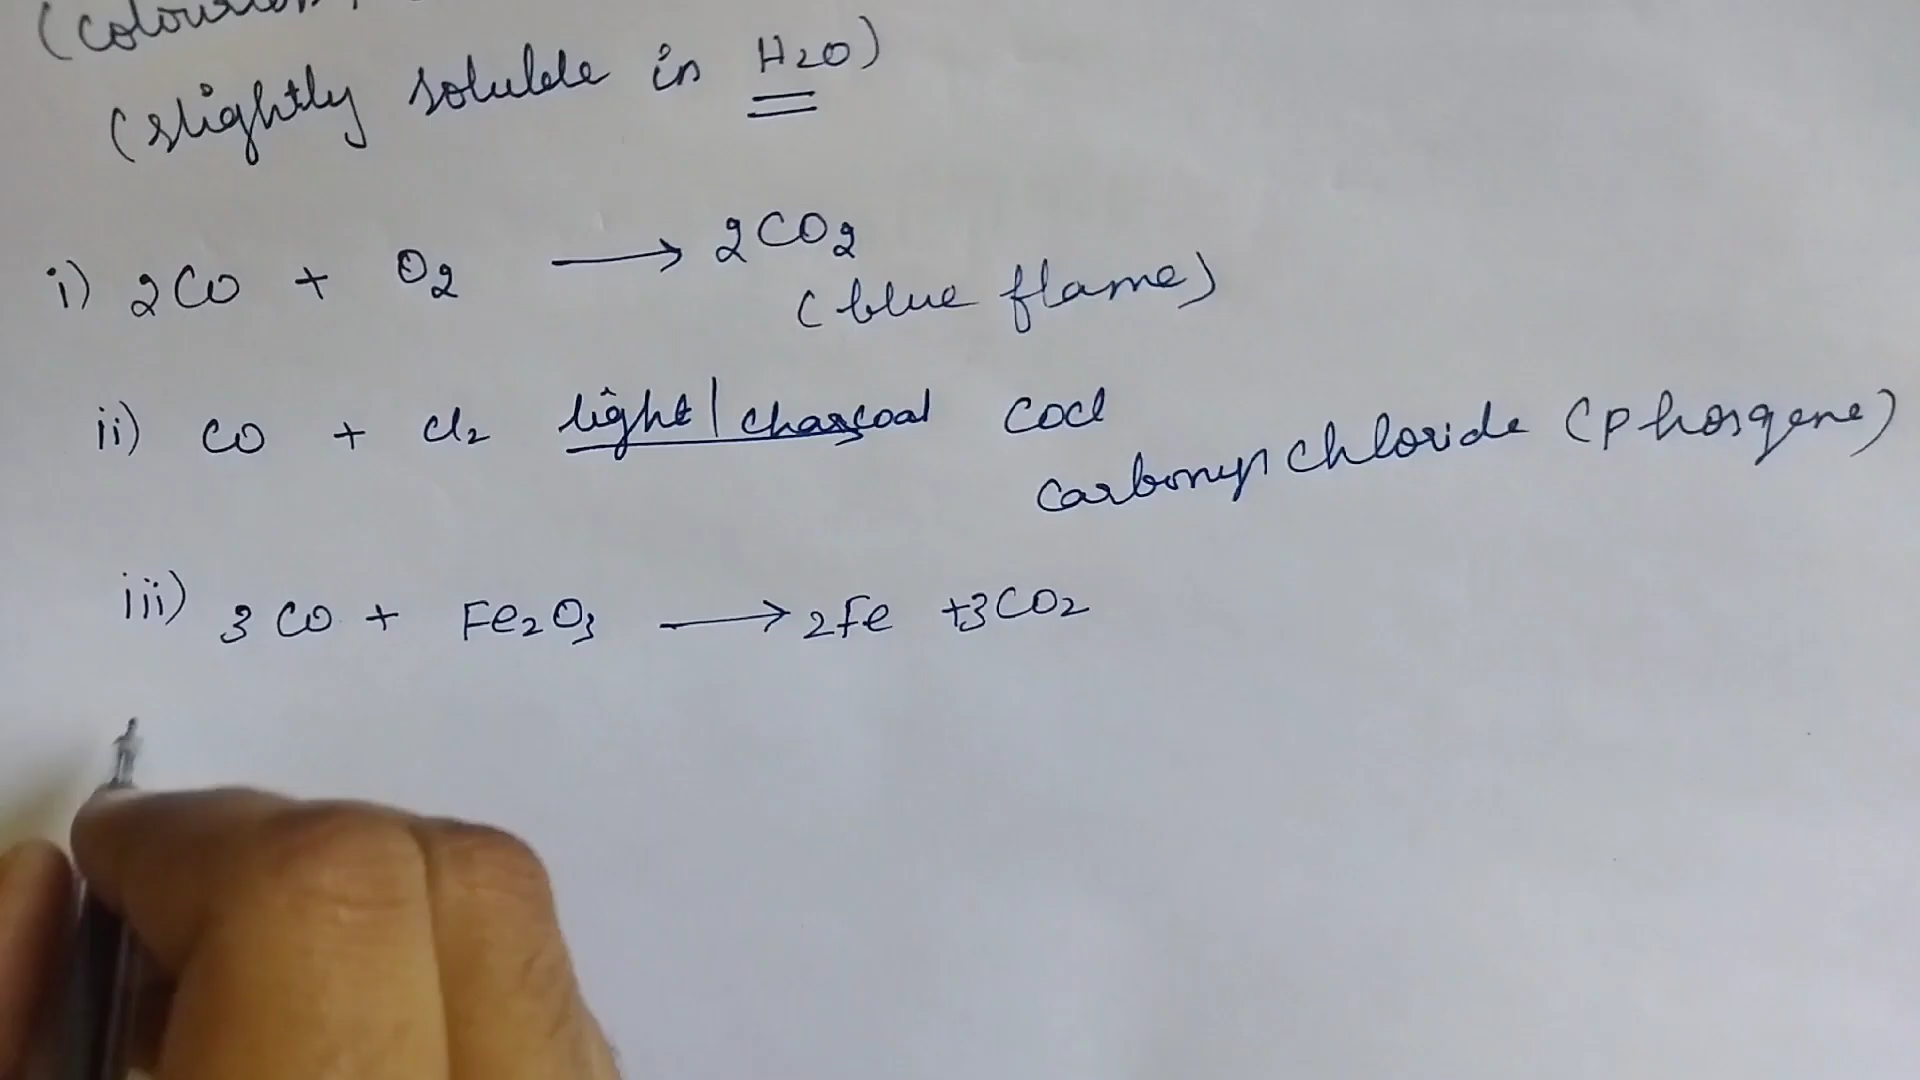 (slightly soluble in H2O)
i) 2CO + O2 ⟶ 2CO2
(blue flame)
ii) CO + Cl2 light | charcoal COCl
carbonyl chloride (Phosgene)
iii) 3CO + Fe2O3 ⟶ 2Fe +3CO2